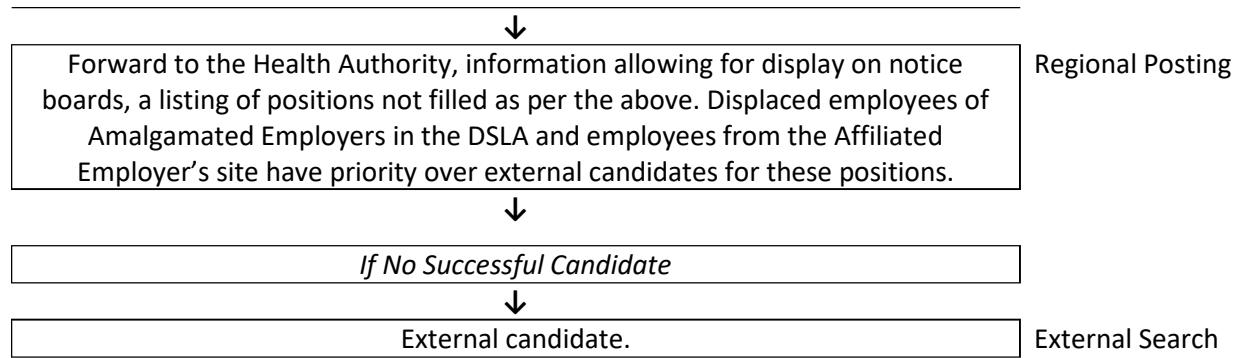 ↓
Forward to the Health Authority, information allowing for display on notice Regional Posting
boards, a listing of positions not filled as per the above. Displaced employees of
Amalgamated Employers in the DSLA and employees from the Affiliated
Employer’s site have priority over external candidates for these positions.
↓
If No Successful Candidate
↓
External candidate. External Search